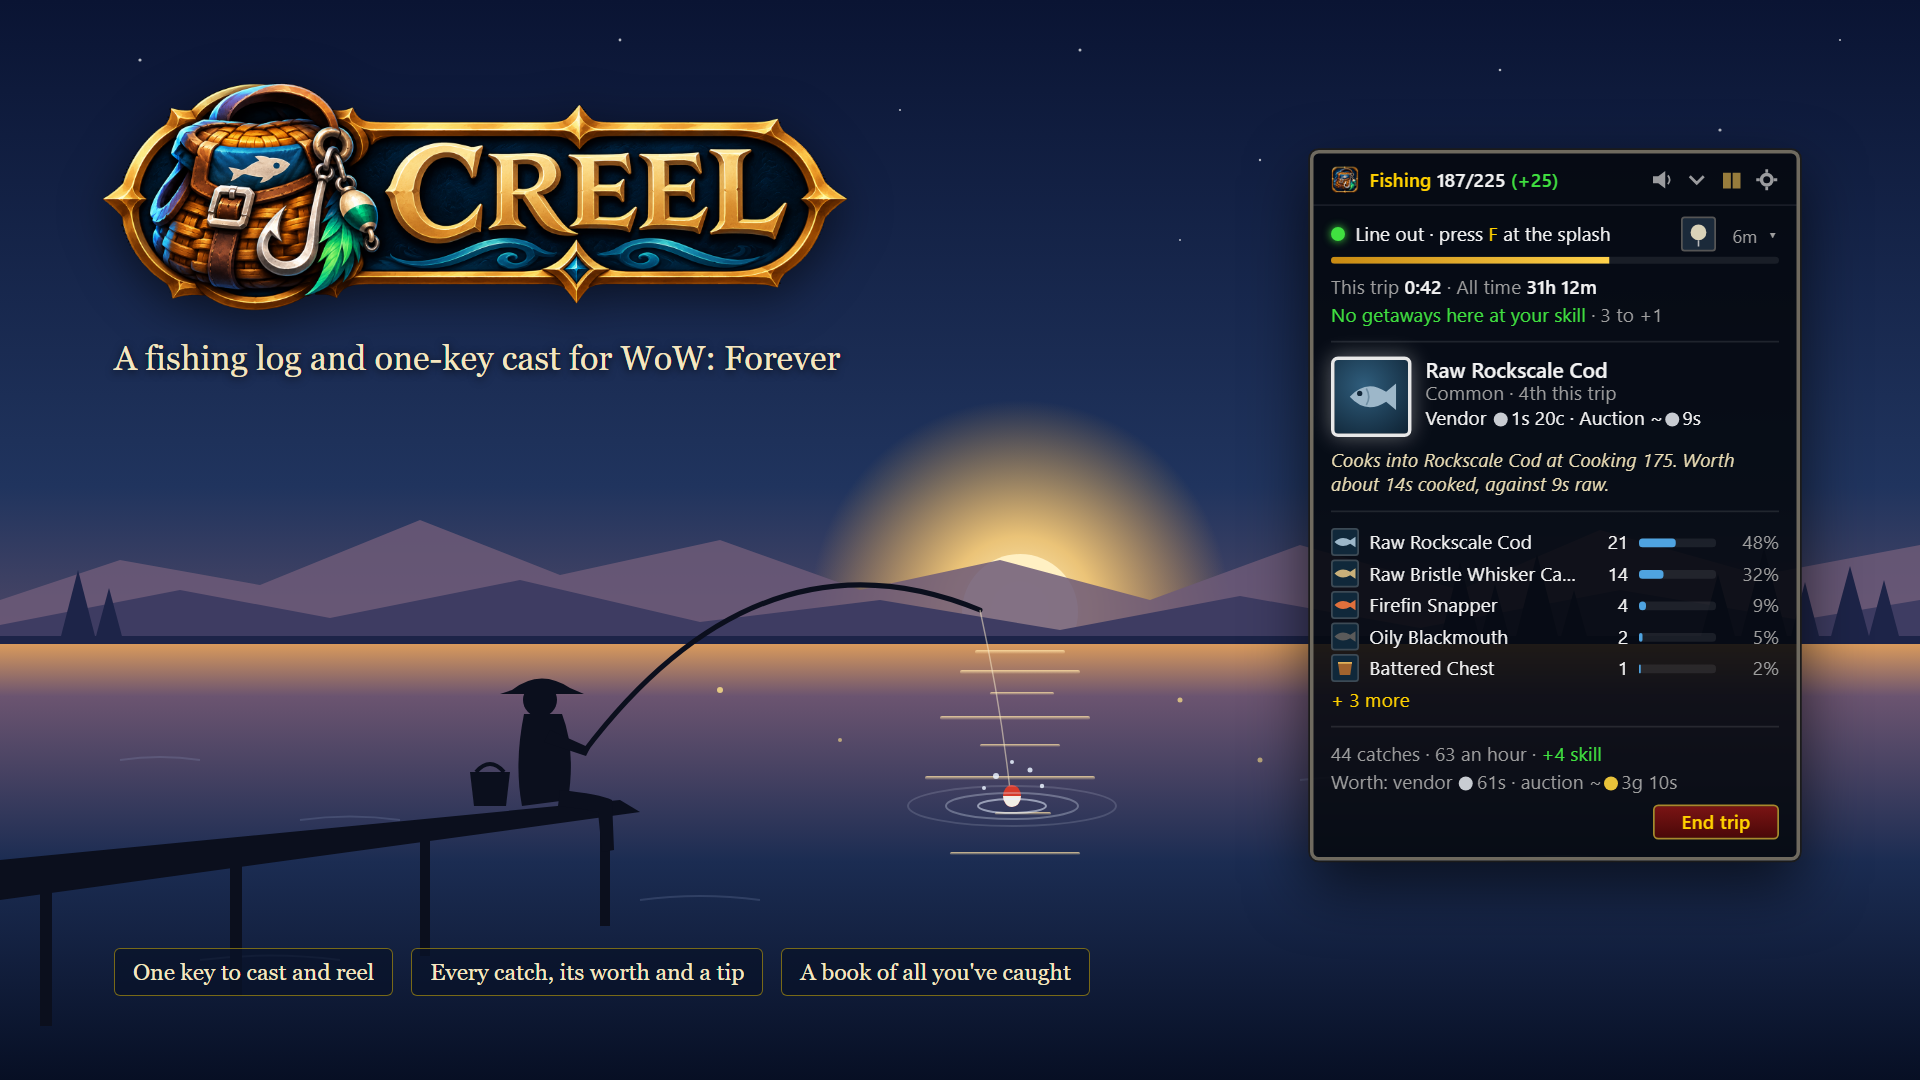 CREEL
A fishing log and one-key cast for WoW: Forever
One key to cast and reel
Every catch, its worth and a tip
A book of all you've caught
Fishing 187/225 (+25)
Line out · press F at the splash
6m
This trip 0:42 · All time 31h 12m
No getaways here at your skill · 3 to +1
Raw Rockscale Cod
Common · 4th this trip
Vendor 1s 20c · Auction ~ 9s
Cooks into Rockscale Cod at Cooking 175. Worth
about 14s cooked, against 9s raw.
Raw Rockscale Cod 21 48%
Raw Bristle Whisker Ca... 14 32%
Firefin Snapper 4 9%
Oily Blackmouth 2 5%
Battered Chest 1 2%
+ 3 more
44 catches · 63 an hour · +4 skill
Worth: vendor 61s · auction ~ 3g 10s
End trip